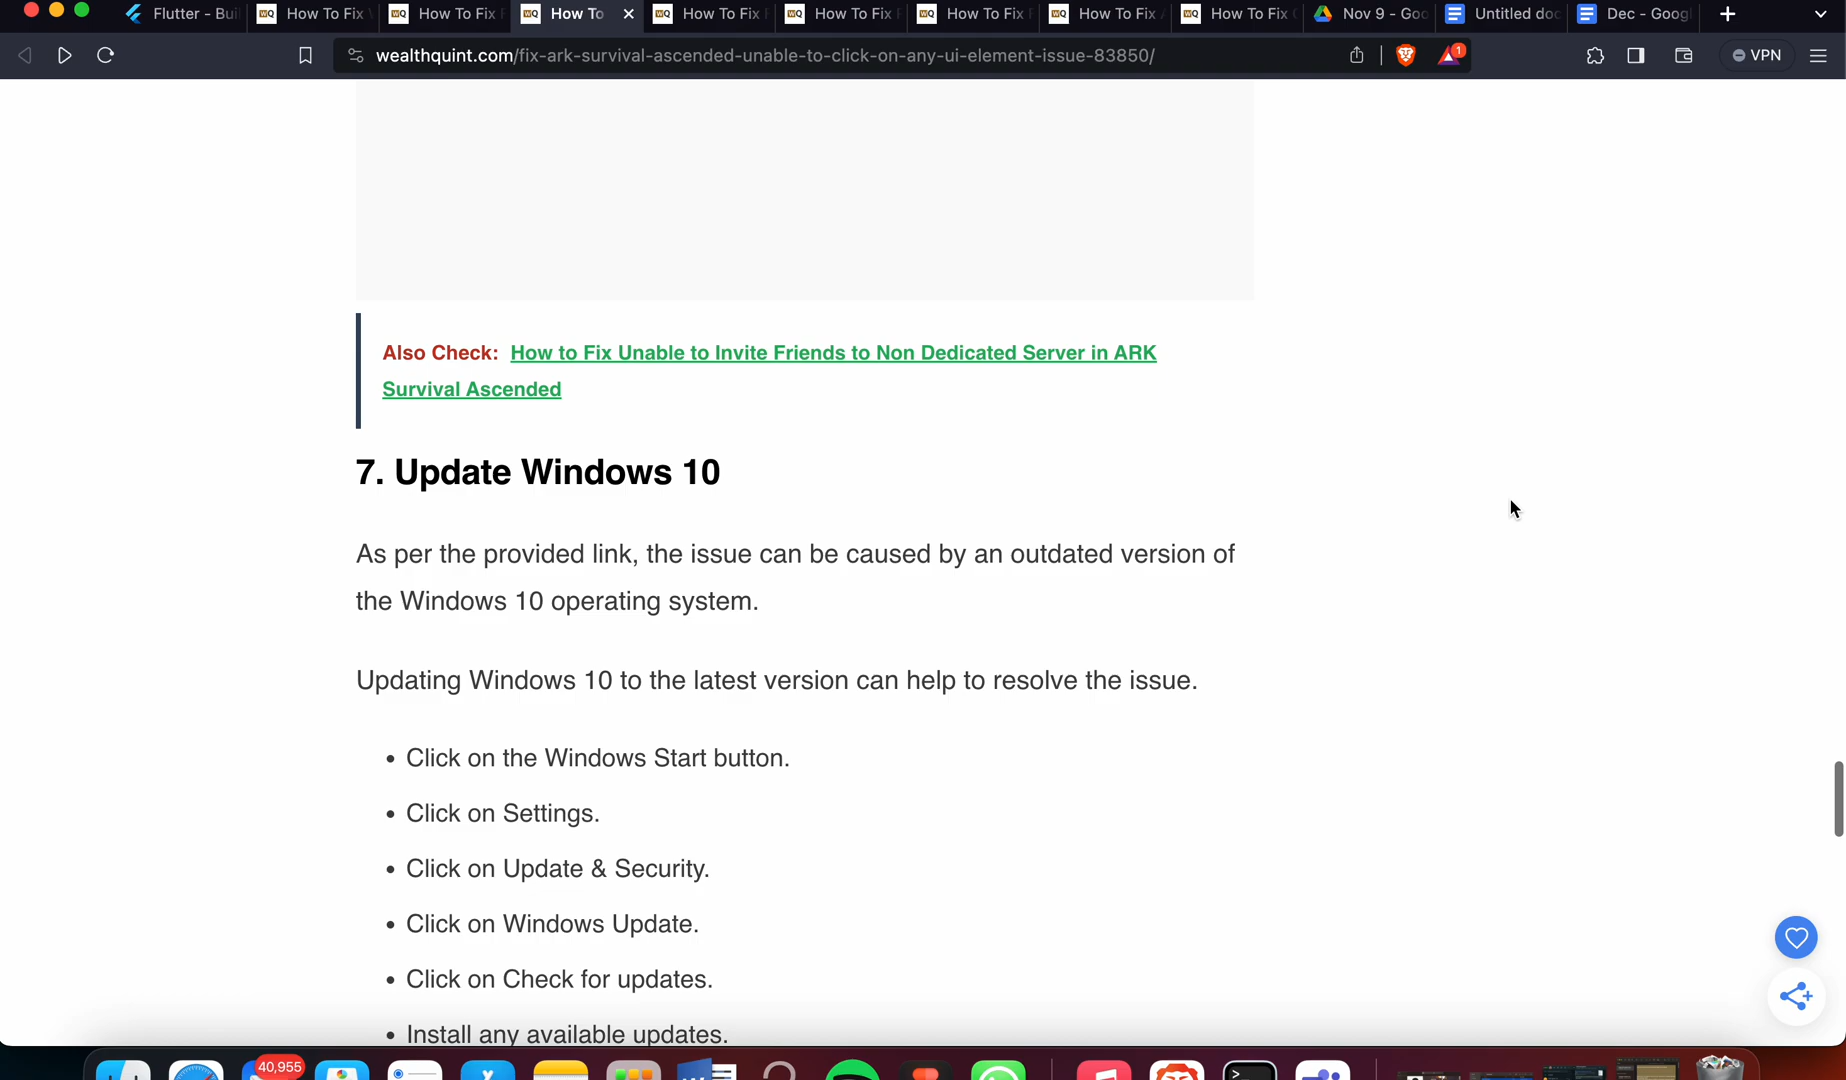 Flutter - Bui
How To Fix
How To Fix
How To
How To Fix
How To Fix
How To Fix
How To Fix
How To Fix
Nov 9 - Goo
Untitled doc
Dec - Googl
wealthquint.com/fix-ark-survival-ascended-unable-to-click-on-any-ui-element-issue-83850/
1
VPN
Also Check: How to Fix Unable to Invite Friends to Non Dedicated Server in ARK
Survival Ascended
7. Update Windows 10
As per the provided link, the issue can be caused by an outdated version of
the Windows 10 operating system.
Updating Windows 10 to the latest version can help to resolve the issue.
• Click on the Windows Start button.
• Click on Settings.
• Click on Update & Security.
• Click on Windows Update.
• Click on Check for updates.
• Install any available updates.
40,955